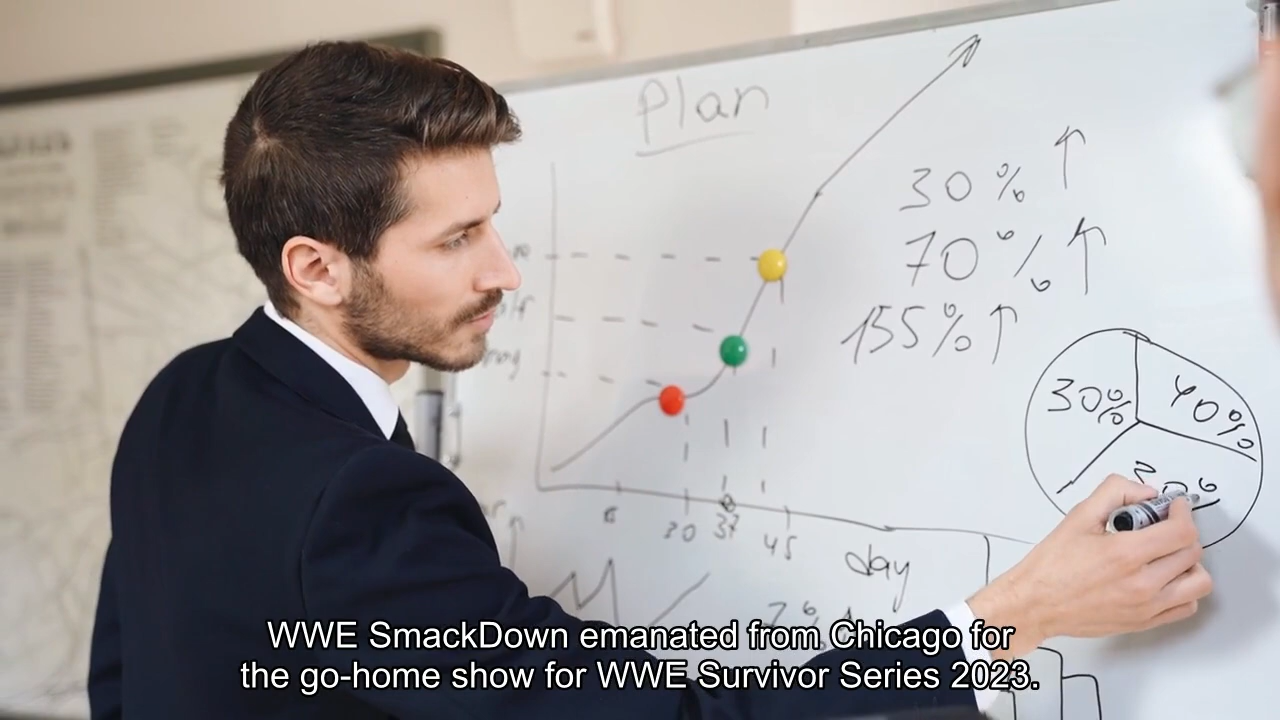 Plan
30% ↑
70% ↑
155% ↑
30% 40%
30%
30 37 45 day
WWE SmackDown emanated from Chicago for
the go-home show for WWE Survivor Series 2023.